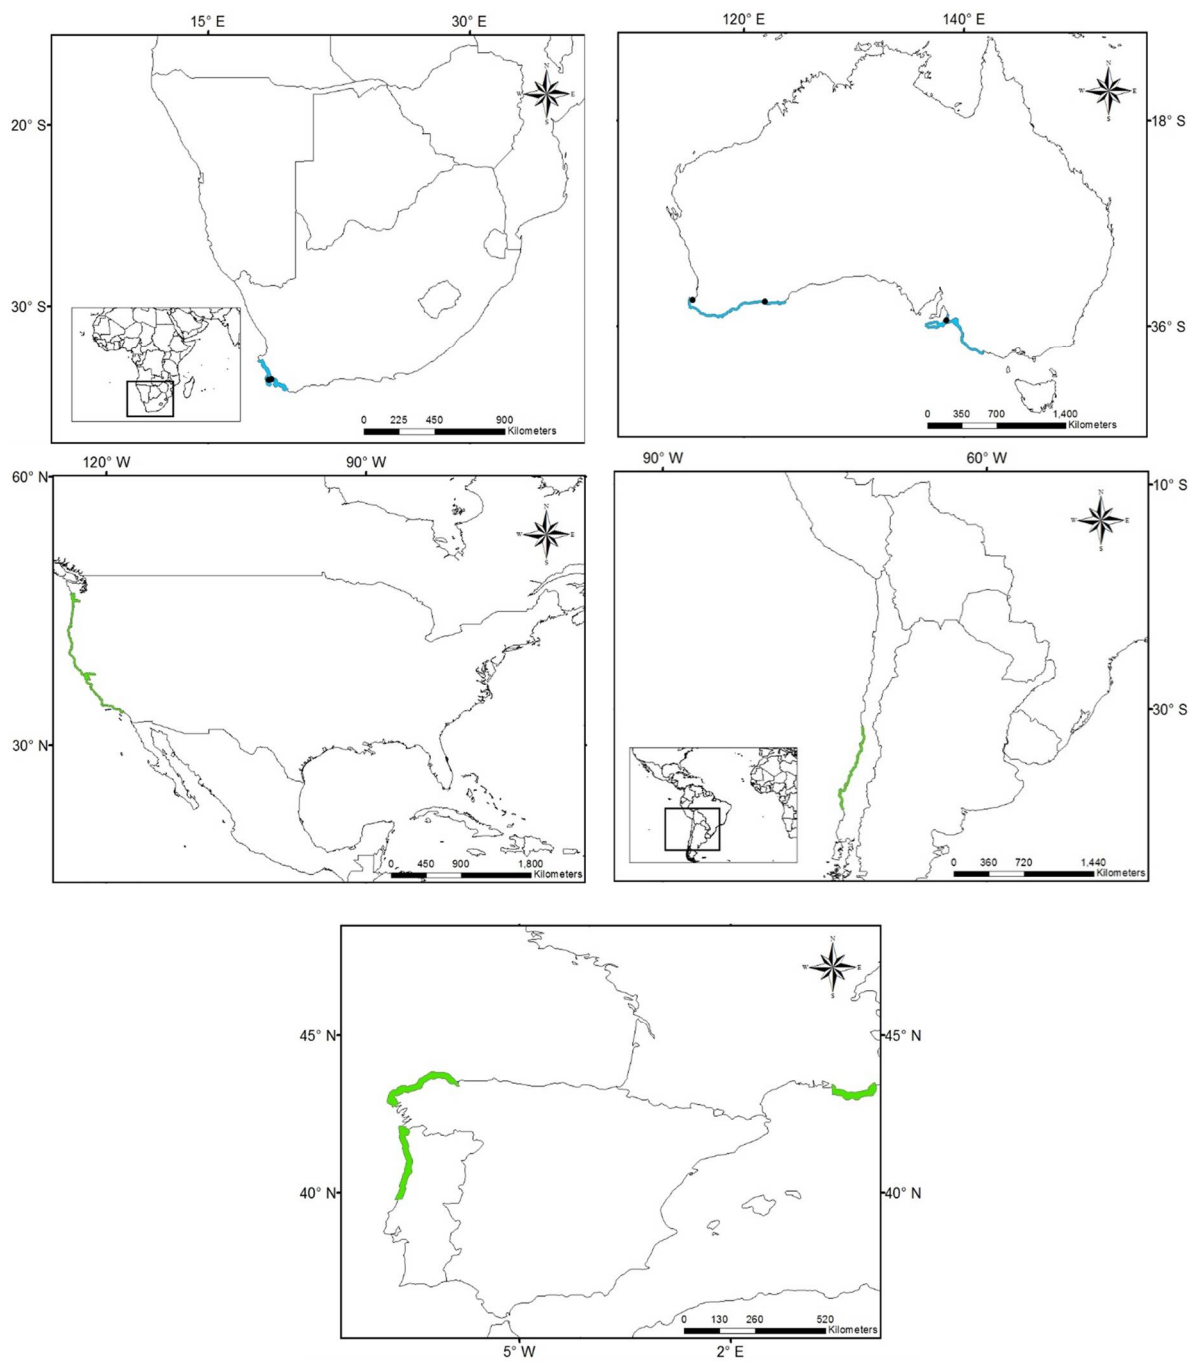 15° E 30° E
20° S
30° S
N
W E
S
0 225 450 900
Kilometers
120° E 140° E
18° S
36° S
N
W E
S
0 350 700 1,400
Kilometers
120° W 90° W
60° N
30° N
N
W E
S
0 450 900 1,800
Kilometers
90° W 60° W
10° S
30° S
N
W E
S
0 360 720 1,440
Kilometers
45° N 45° N
40° N 40° N
N
W E
S
0 130 260 520
Kilometers
5° W 2° E